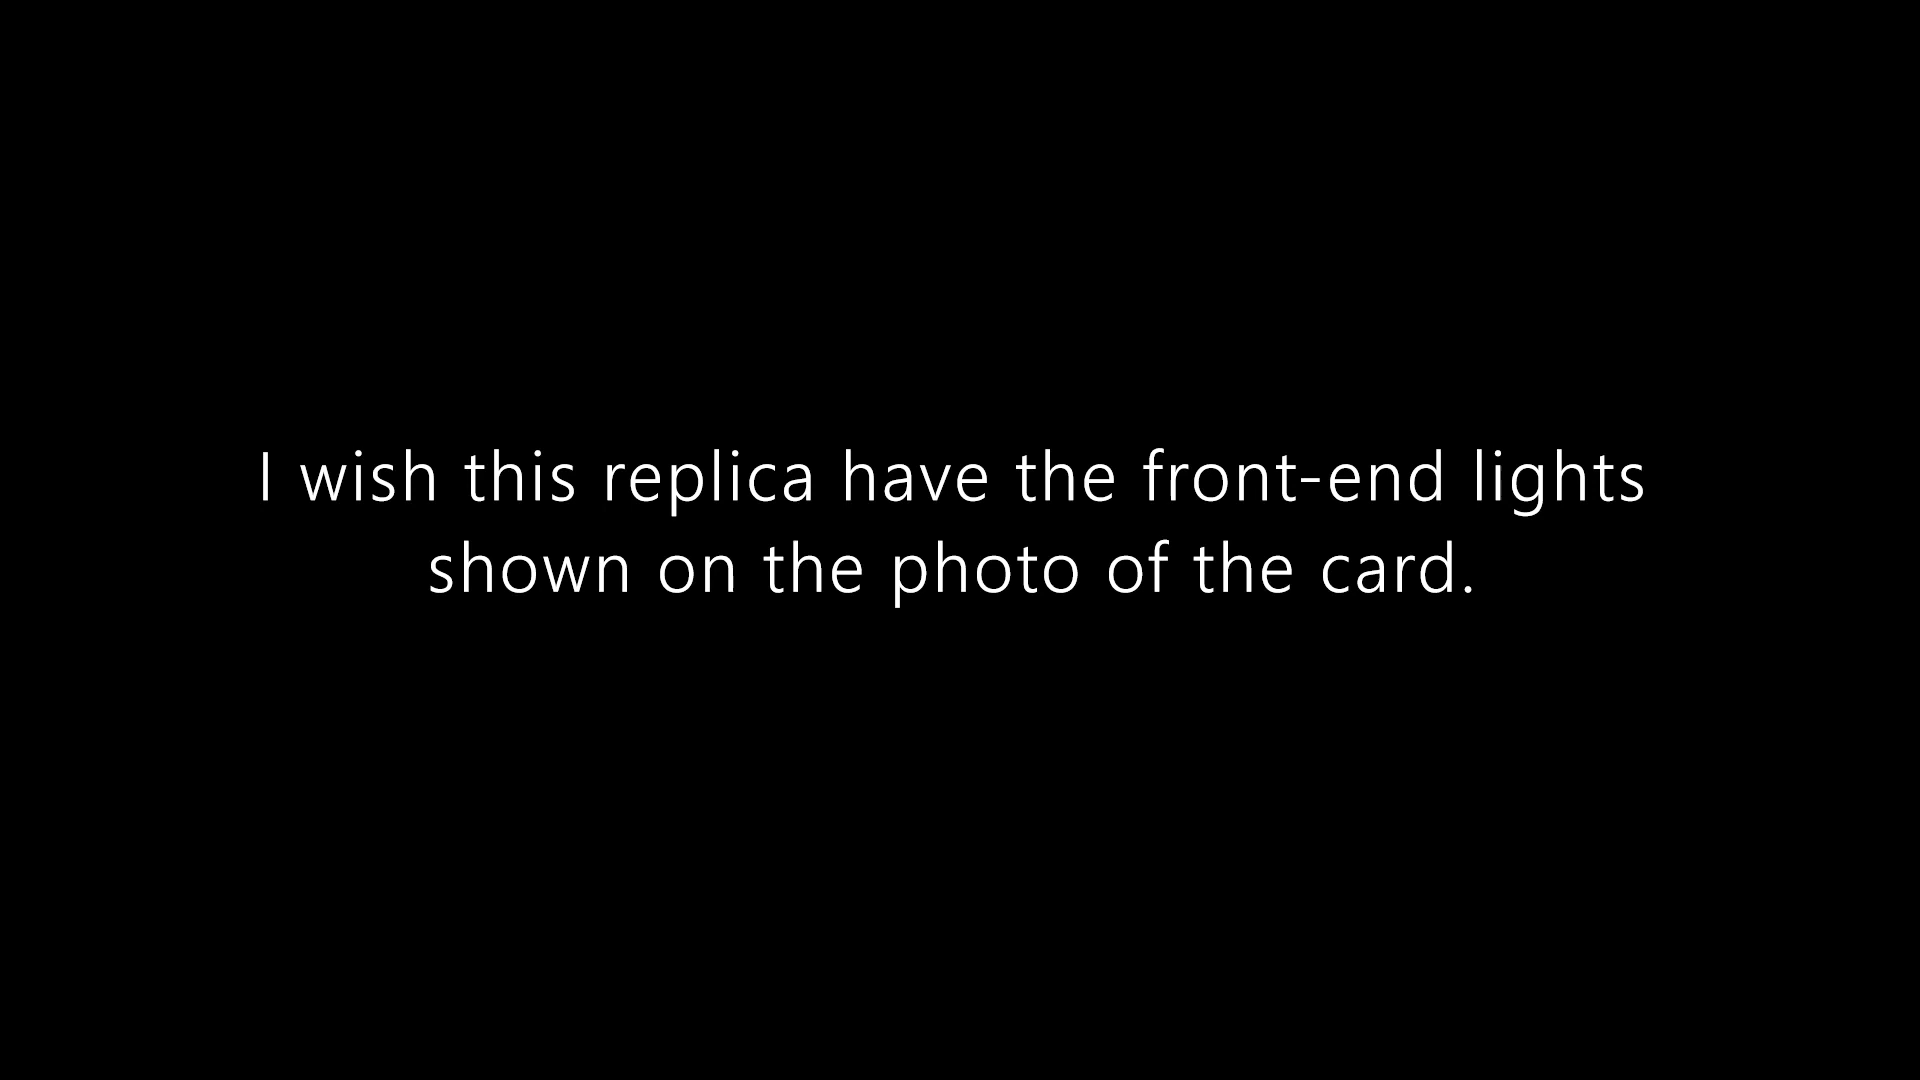 I wish this replica have the front-end lights
shown on the photo of the card.